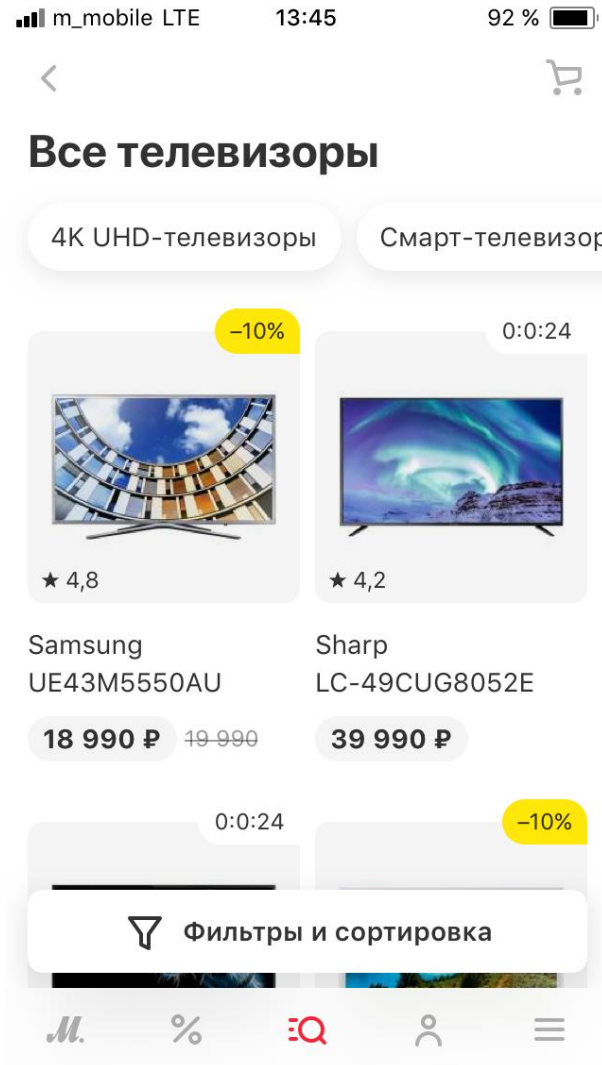 m_mobile LTE 13:45 92 %
Все телевизоры
4K UHD-телевизоры Смарт-телевизор
–10% 0:0:24
★ 4,8 ★ 4,2
Samsung Sharp
UE43M5550AU LC-49CUG8052E
18 990 ₽ 19 990 39 990 ₽
0:0:24 –10%
Фильтры и сортировка
М. %